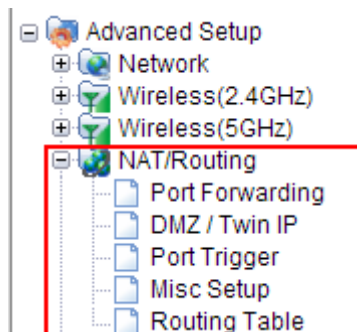 Advanced Setup
Network
Wireless(2.4GHz)
Wireless(5GHz)
NAT/Routing
Port Forwarding
DMZ / Twin IP
Port Trigger
Misc Setup
Routing Table